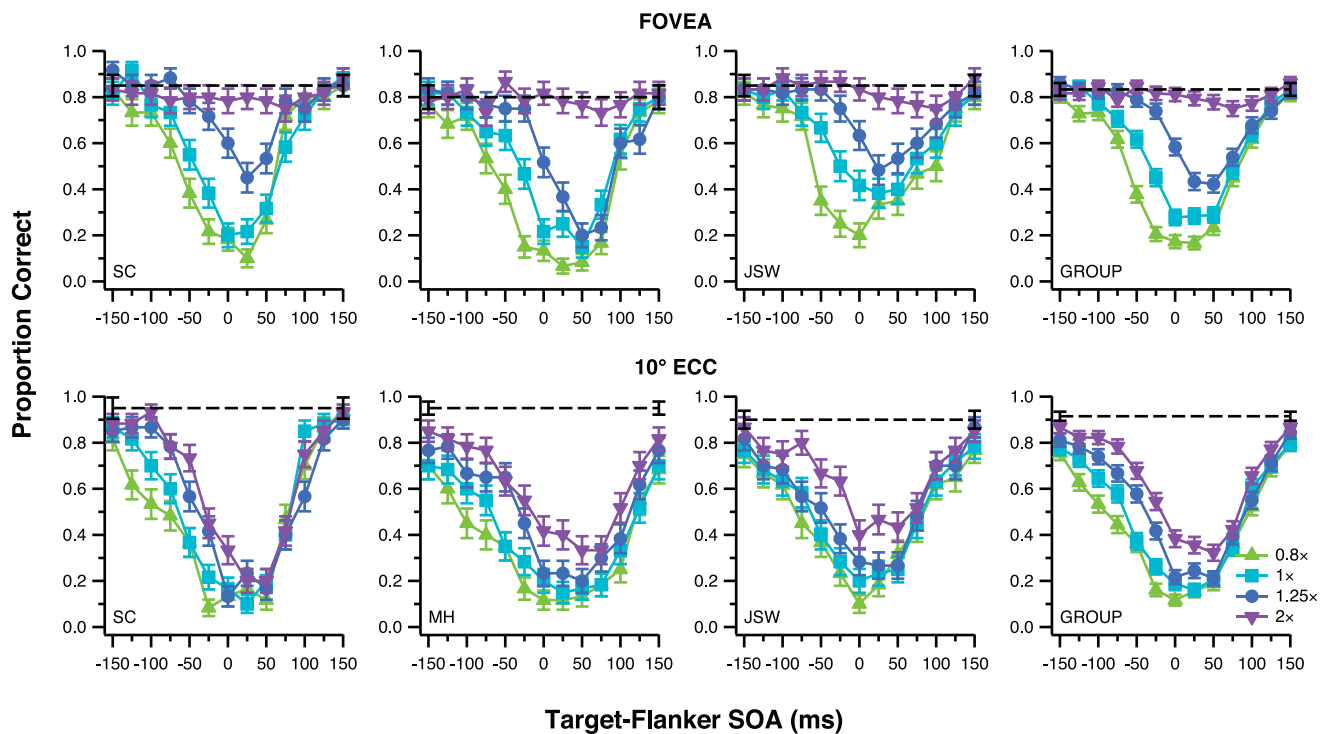 FOVEA
1.0 1.0 1.0 1.0
0.8 0.8 0.8 0.8
0.6 0.6 0.6 0.6
0.4 0.4 0.4 0.4
0.2 0.2 0.2 0.2
0.0 0.0 0.0 0.0
SC JSW GROUP
-150 -100 -50 0 50 100 150 -150 -100 -50 0 50 100 150 -150 -100 -50 0 50 100 150 -150 -100 -50 0 50 100 150
Proportion Correct
10° ECC
1.0 1.0 1.0 1.0
0.8 0.8 0.8 0.8
0.6 0.6 0.6 0.6
0.4 0.4 0.4 0.4
0.2 0.2 0.2 0.2
0.0 0.0 0.0 0.0
0.8×
1×
1.25×
2×
SC MH JSW GROUP
-150 -100 -50 0 50 100 150 -150 -100 -50 0 50 100 150 -150 -100 -50 0 50 100 150 -150 -100 -50 0 50 100 150
Target-Flanker SOA (ms)